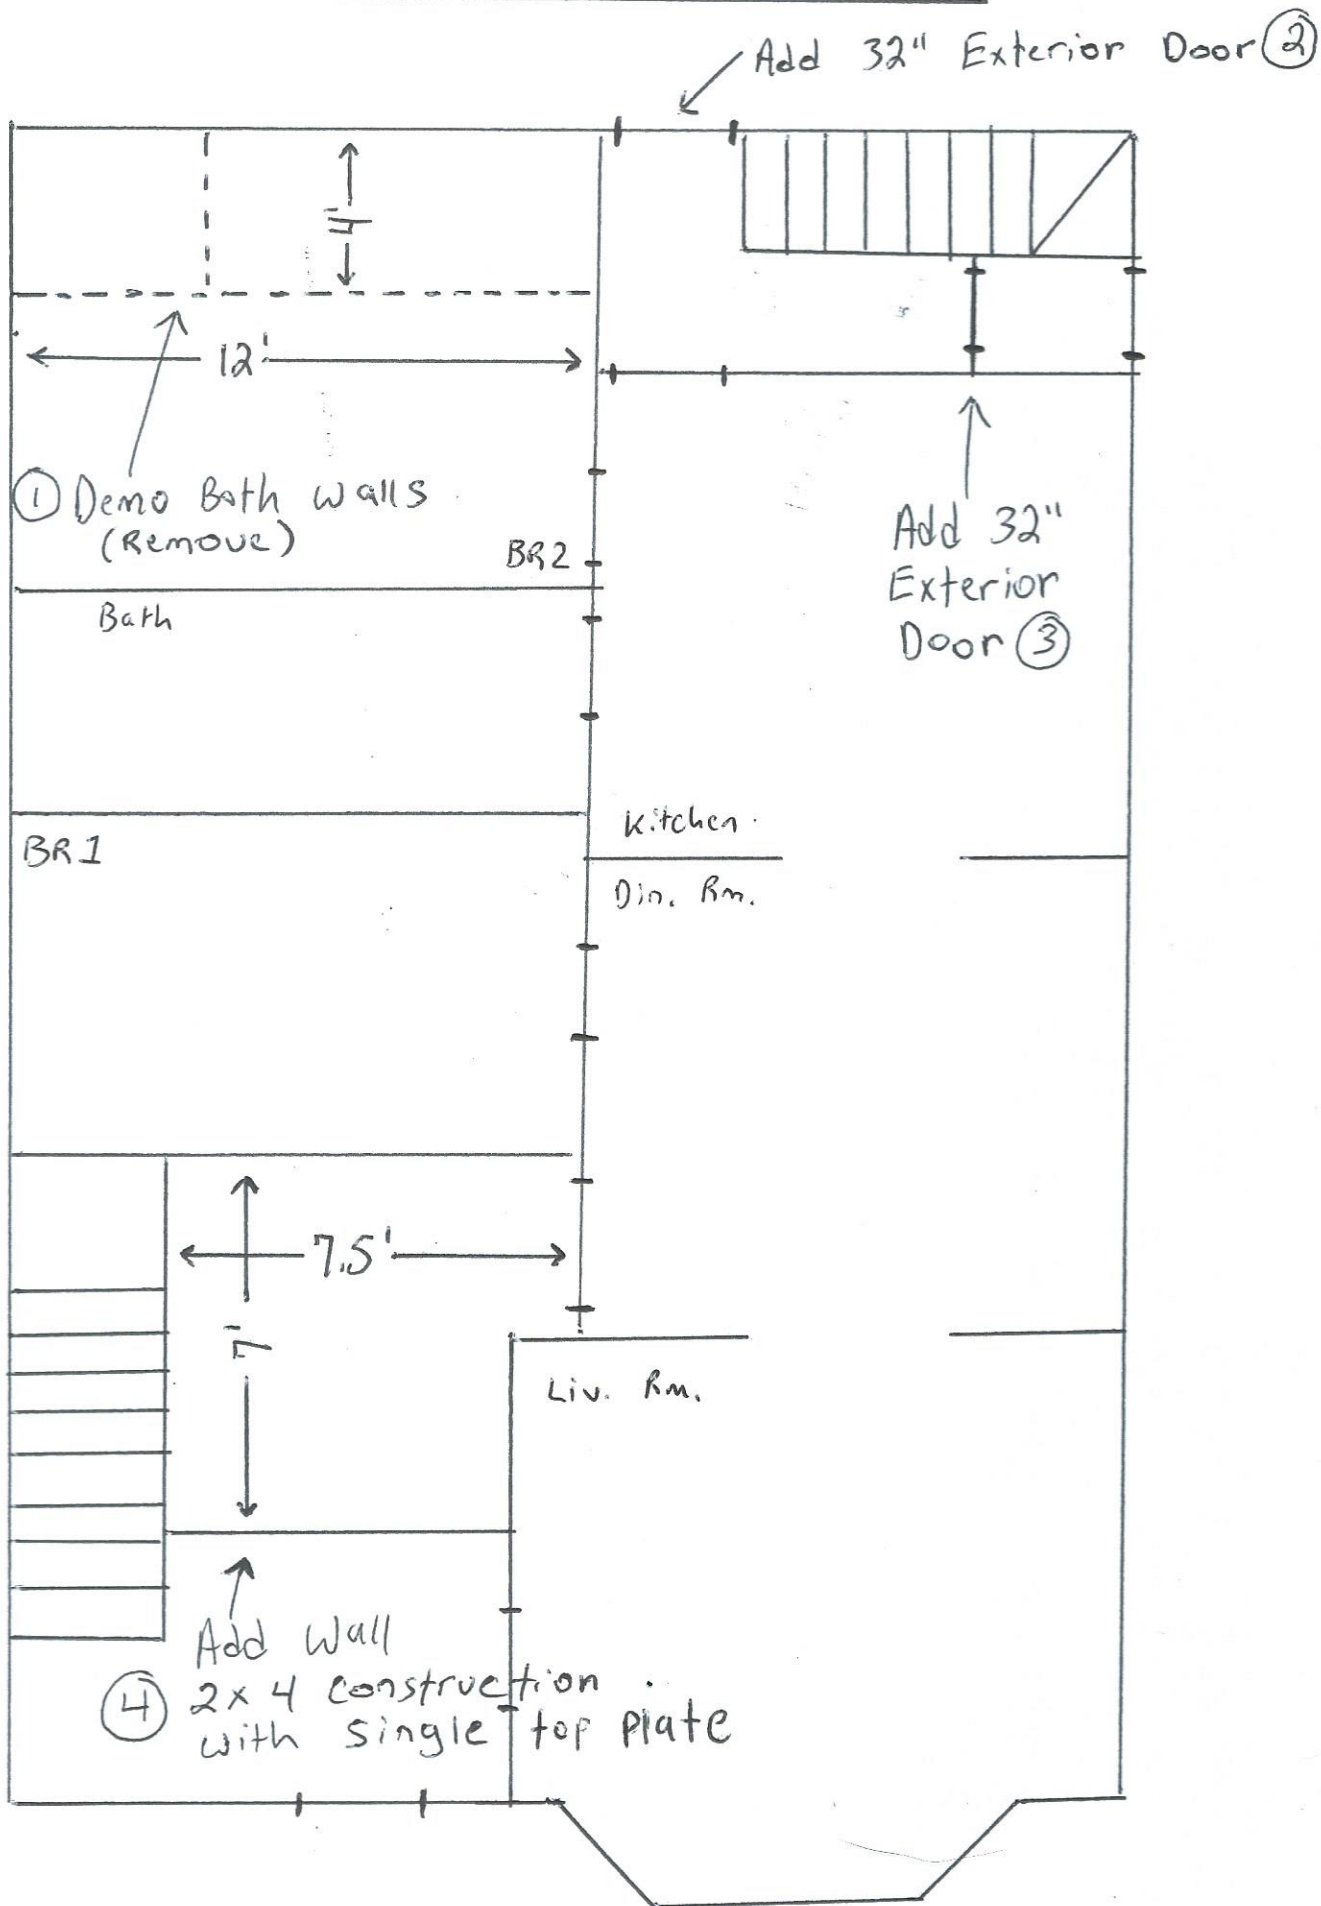 Add 32" Exterior Door ②
4'
12'
① Demo Bath Walls
(Remove)
BR2
Bath
Add 32"
Exterior
Door ③
Kitchen
BR1
Din. Rm.
7.5'
7'
Liv. Rm.
Add Wall
④ 2x4 construction
with single top plate